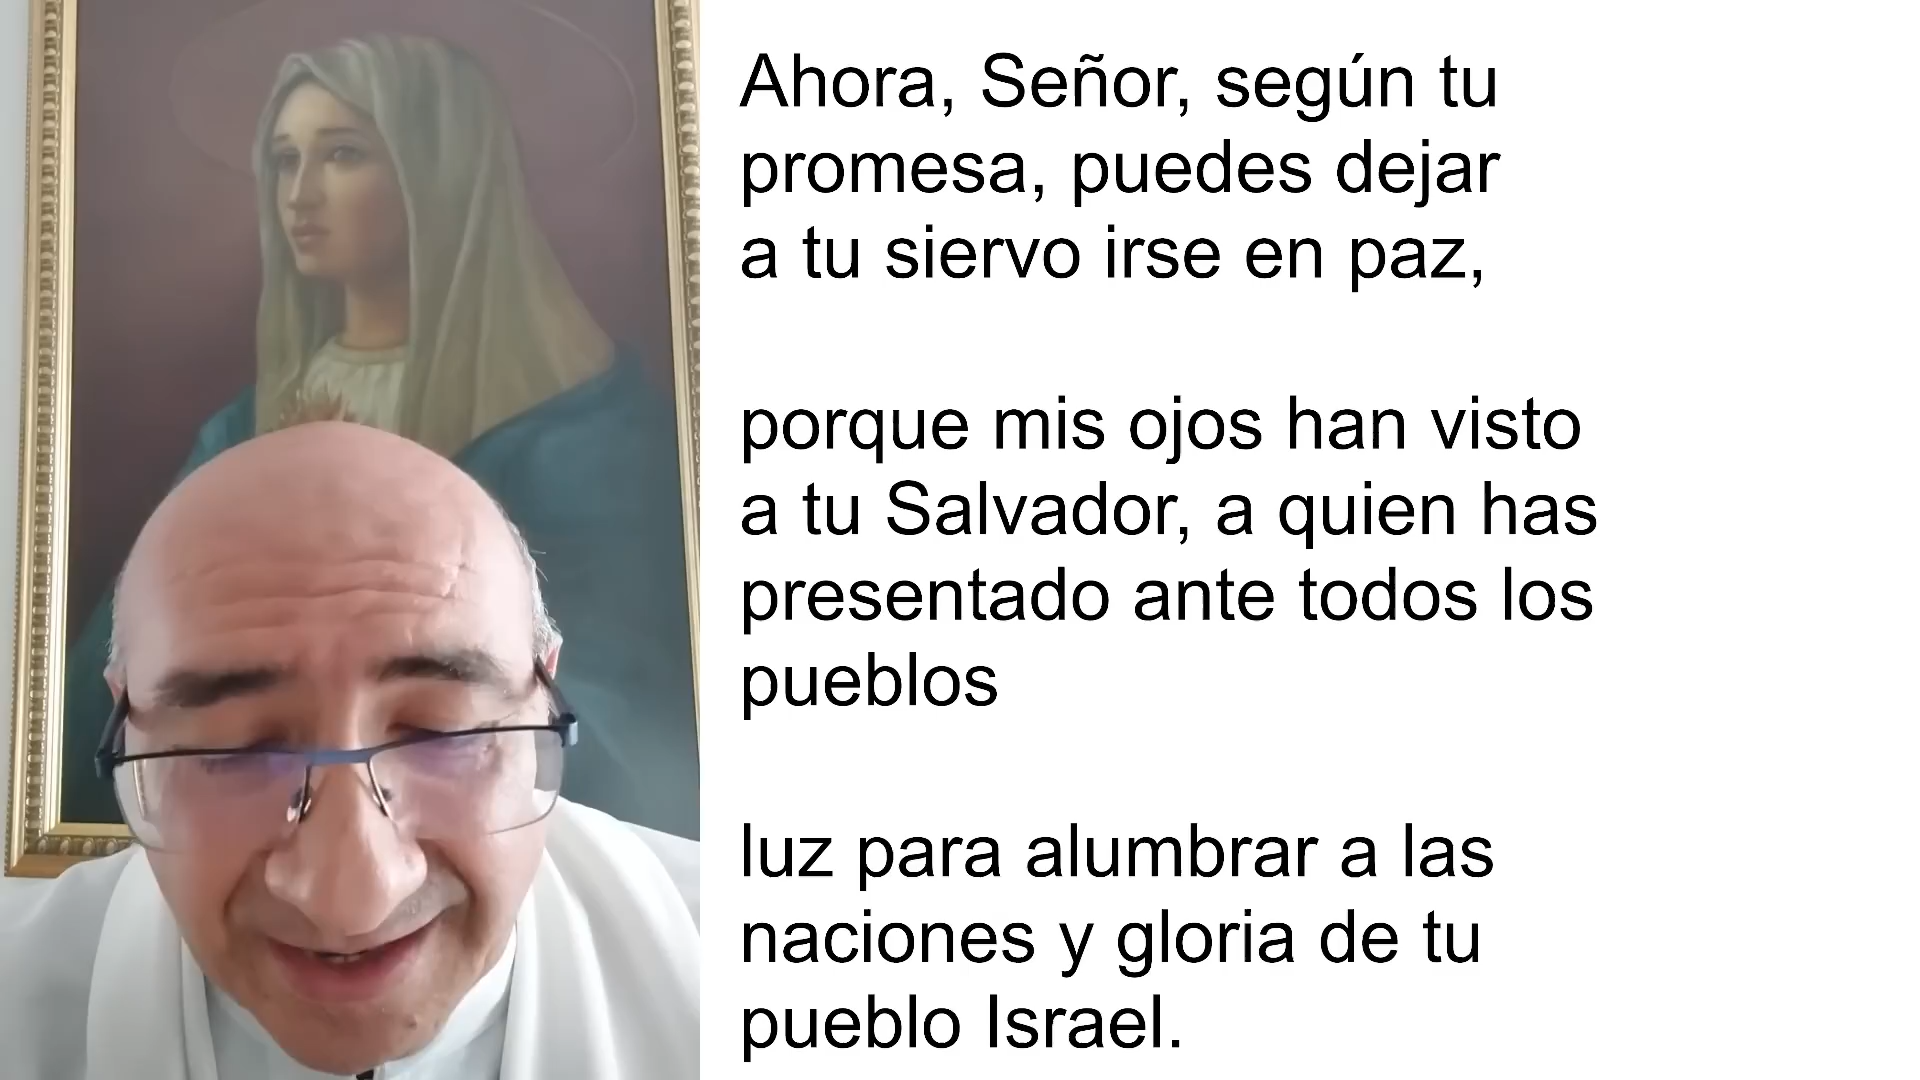 Ahora, Señor, según tu
promesa, puedes dejar
a tu siervo irse en paz,
porque mis ojos han visto
a tu Salvador, a quien has
presentado ante todos los
pueblos
luz para alumbrar a las
naciones y gloria de tu
pueblo Israel.